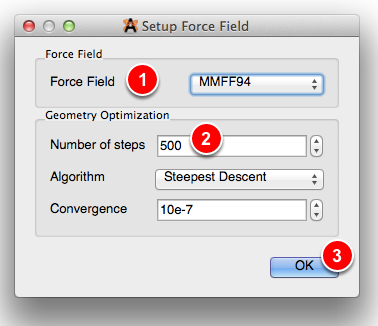 Setup Force Field
Force Field
Force Field 1 MMFF94
Geometry Optimization
Number of steps 500 2
Algorithm Steepest Descent
Convergence 10e-7
OK 3